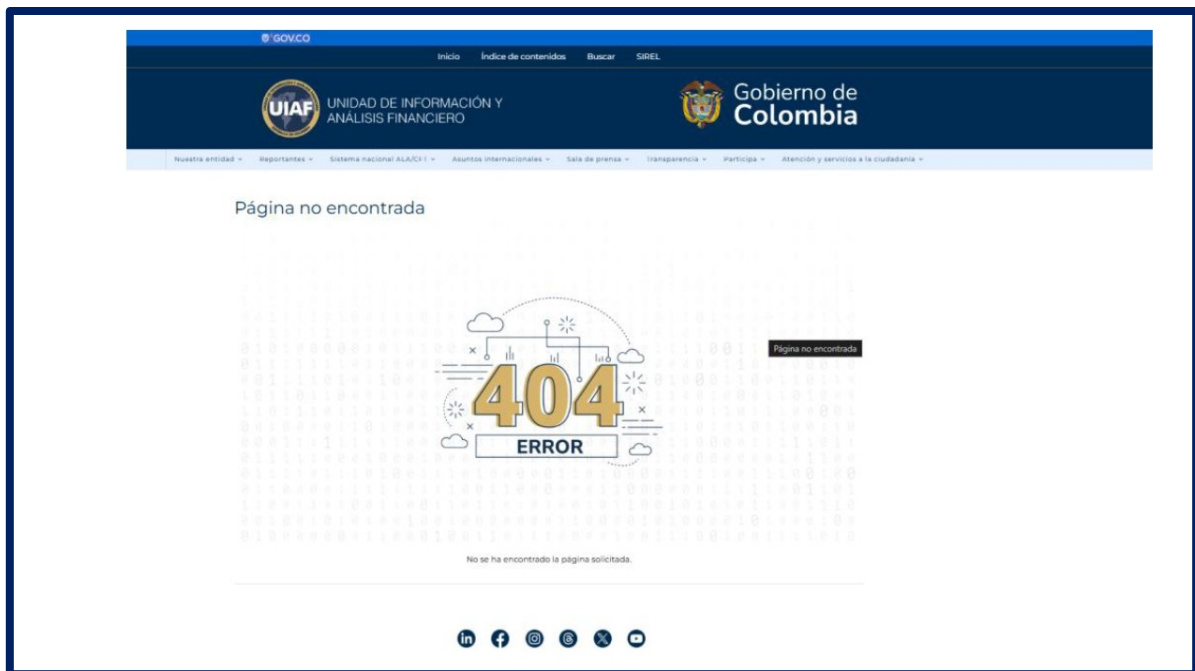 GOV.CO
Inicio Índice de contenidos Buscar SIREL
UIAF
UNIDAD DE INFORMACIÓN Y
ANÁLISIS FINANCIERO
Gobierno de
Colombia
Nuestra entidad Reportantes Sistema nacional ALA/CFT Asuntos internacionales Sala de prensa Transparencia Participa Atención y servicios a la ciudadanía
Página no encontrada
Página no encontrada
404
ERROR
No se ha encontrado la página solicitada.